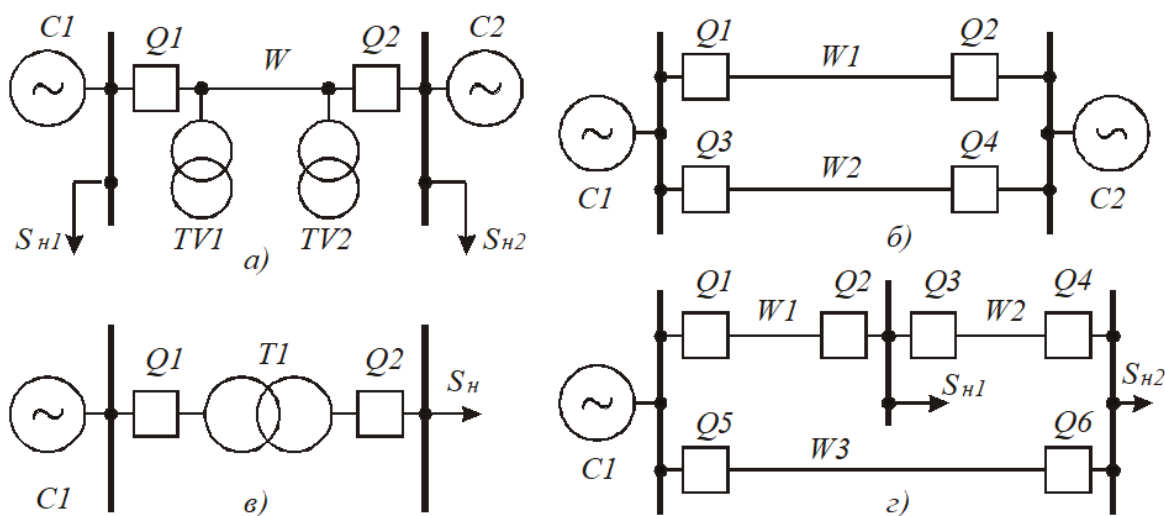 C1 Q1 W Q2 C2
Sн1 TV1 TV2 Sн2
а)
Q1 W1 Q2
Q3 W2 Q4
C1 C2
б)
Q1 T1 Q2 Sн
C1
в)
Q1 W1 Q2 Q3 W2 Q4
Sн1 Sн2
C1 Q5 W3 Q6
г)